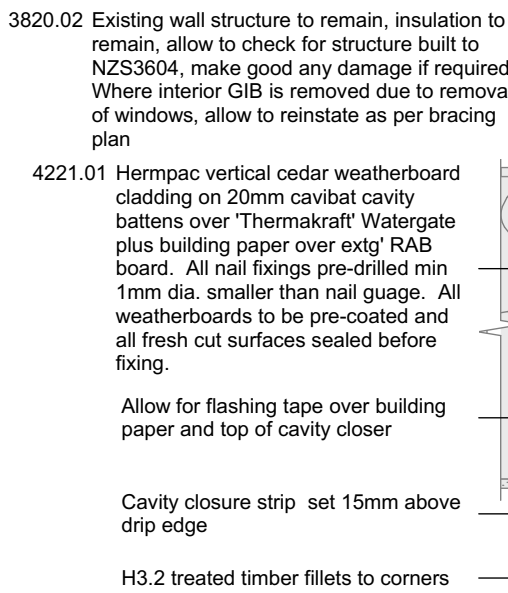 3820.02 Existing wall structure to remain, insulation to
remain, allow to check for structure built to
NZS3604, make good any damage if required
Where interior GIB is removed due to remova
of windows, allow to reinstate as per bracing
plan
4221.01 Hermpac vertical cedar weatherboard
cladding on 20mm cavibat cavity
battens over 'Thermakraft' Watergate
plus building paper over extg' RAB
board. All nail fixings pre-drilled min
1mm dia. smaller than nail guage. All
weatherboards to be pre-coated and
all fresh cut surfaces sealed before
fixing.
Allow for flashing tape over building
paper and top of cavity closer
Cavity closure strip set 15mm above
drip edge
H3.2 treated timber fillets to corners